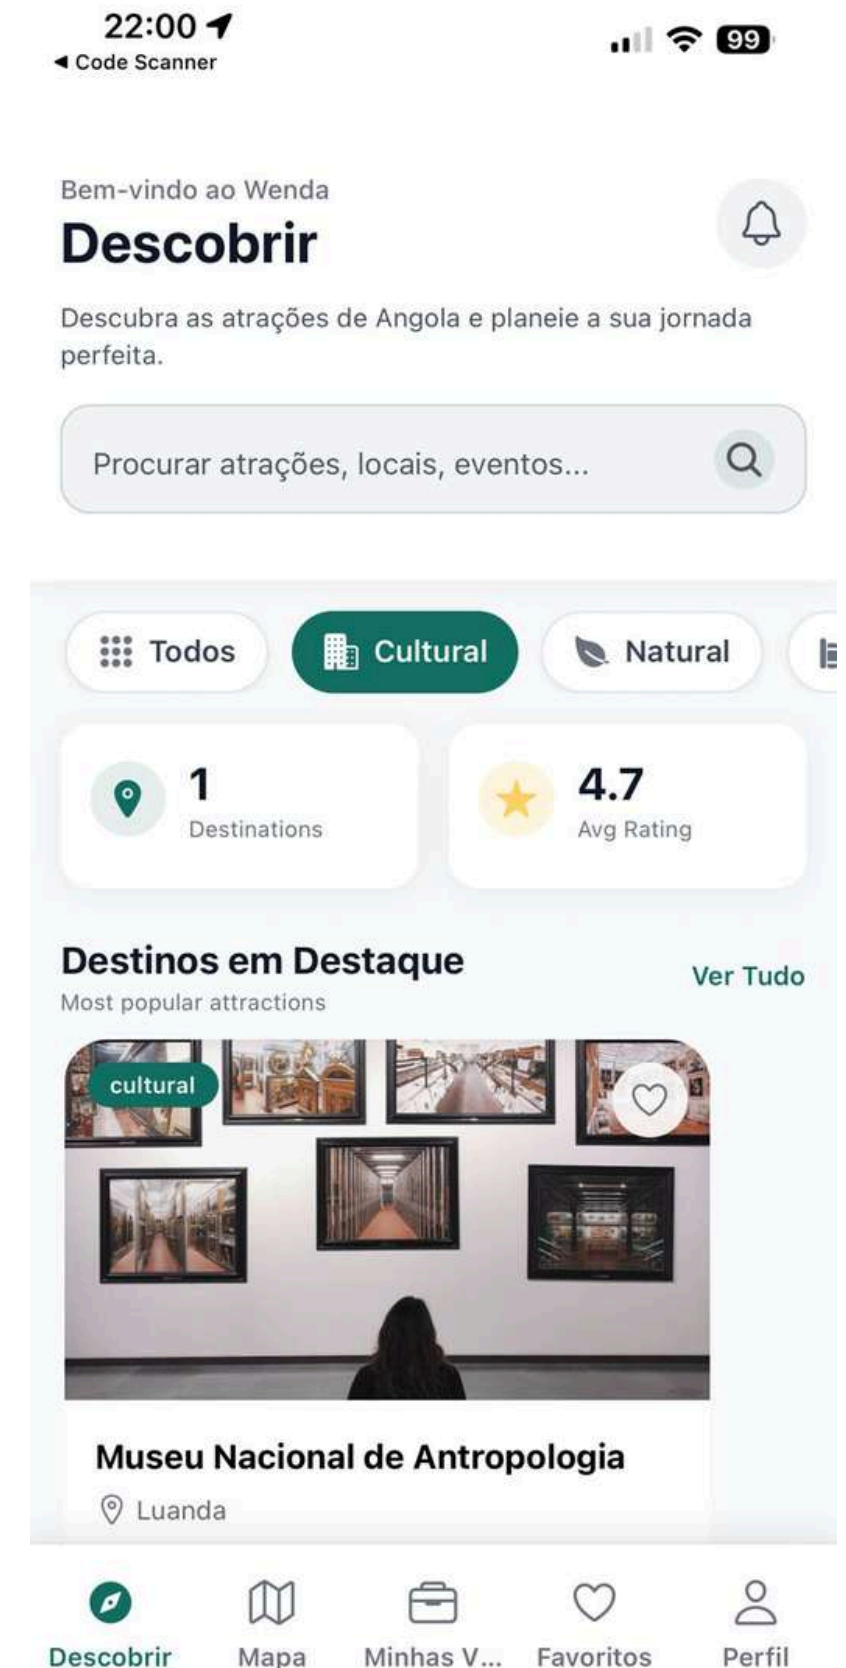 22:00
◀ Code Scanner
99
Bem-vindo ao Wenda
Descobrir
Descubra as atrações de Angola e planeie a sua jornada
perfeita.
Procurar atrações, locais, eventos...
Todos
Cultural
Natural
1
Destinations
4.7
Avg Rating
Destinos em Destaque
Most popular attractions
Ver Tudo
cultural
Museu Nacional de Antropologia
Luanda
Descobrir
Mapa
Minhas V...
Favoritos
Perfil